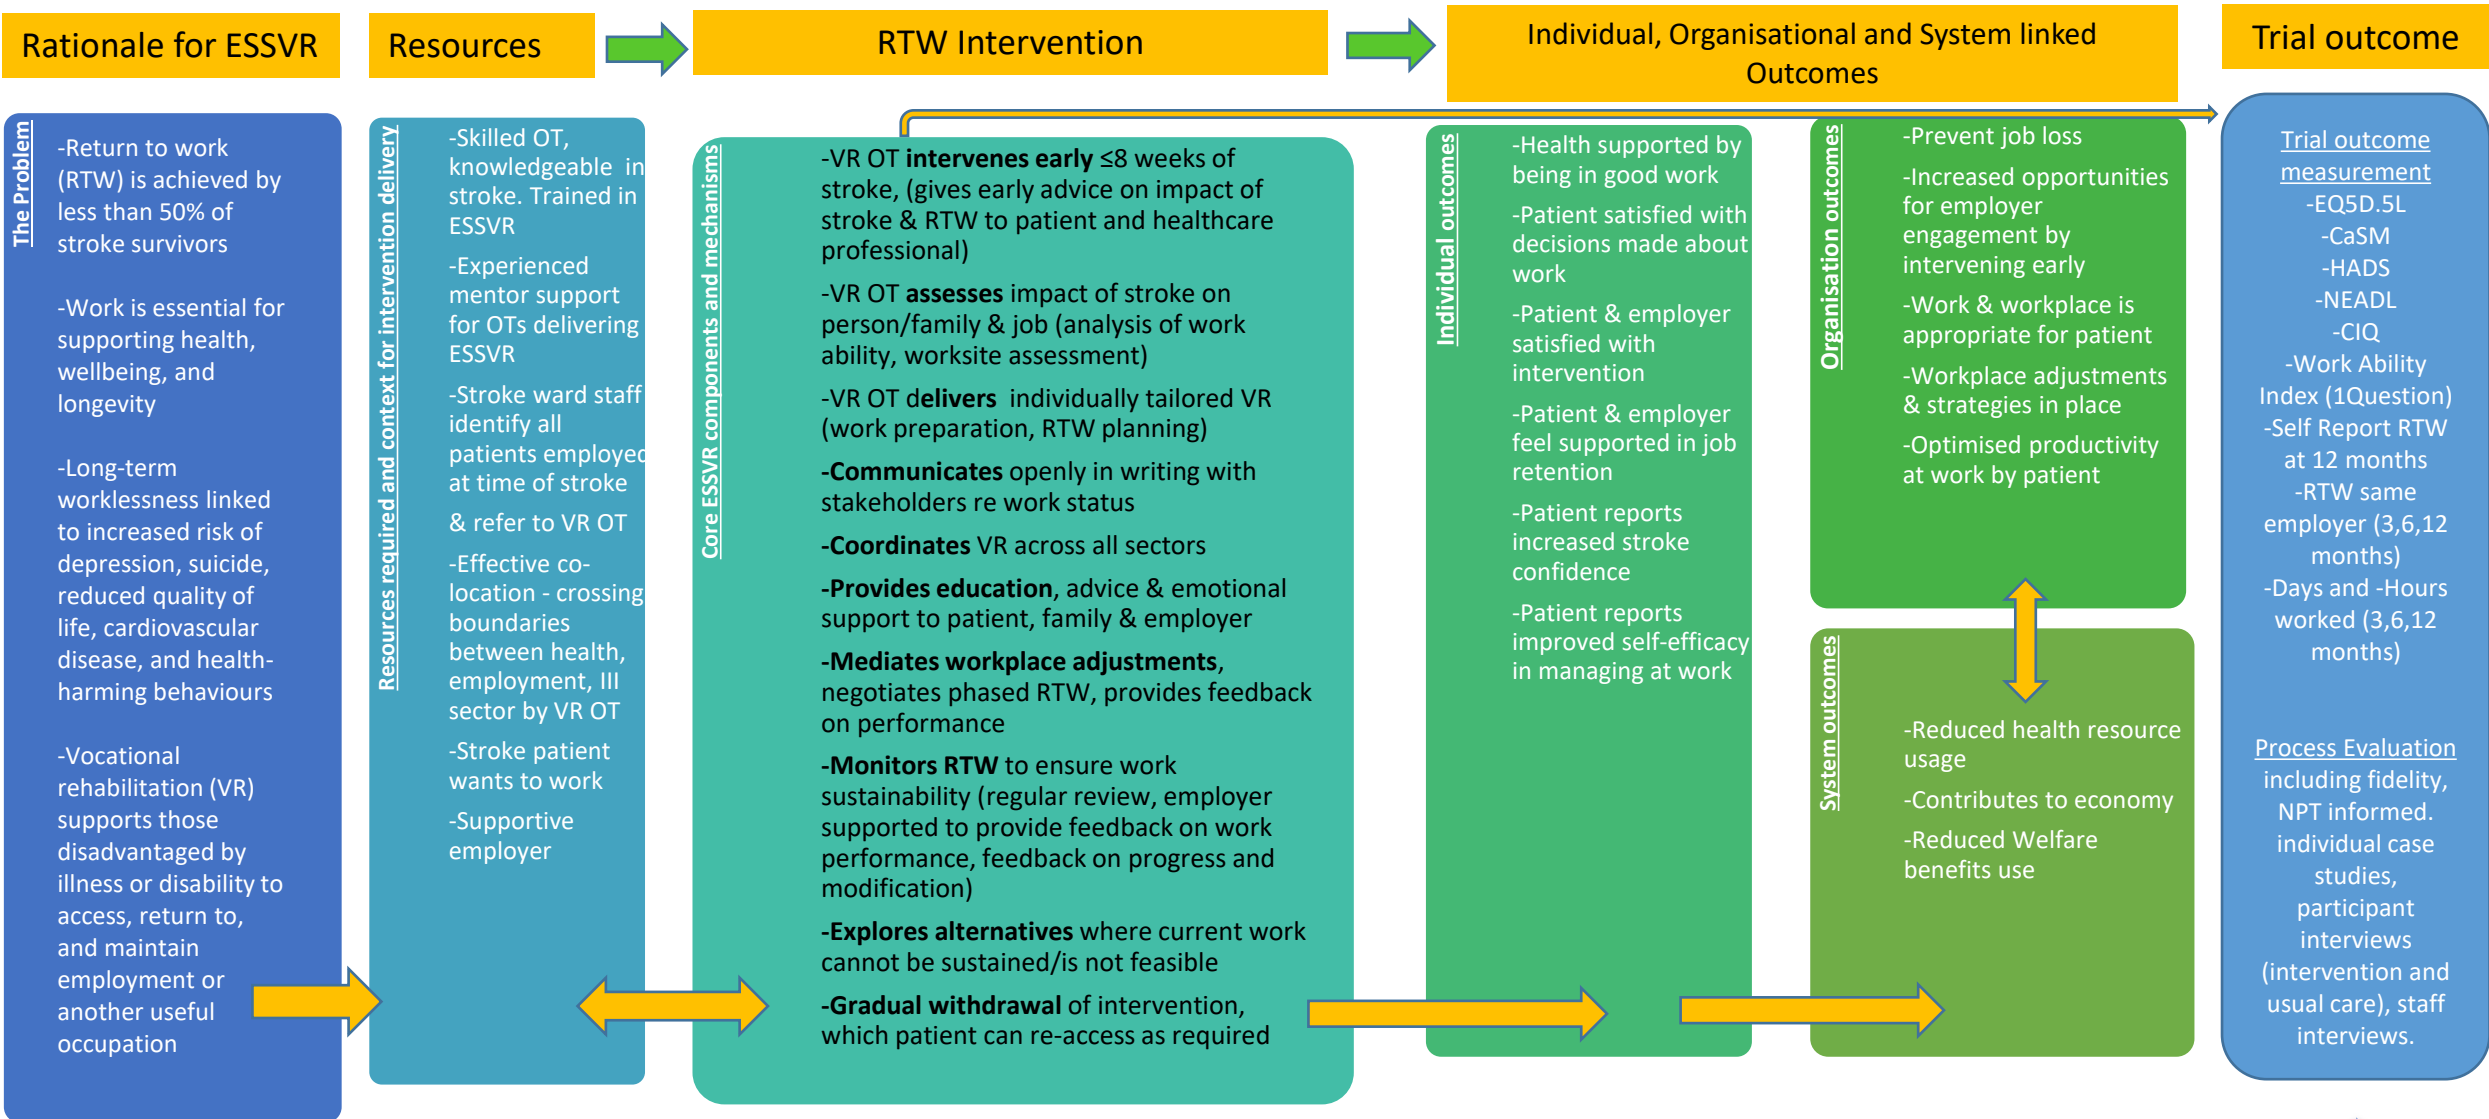 Rationale for ESSVR
Resources
RTW Intervention
Individual, Organisational and System linked
Outcomes
Trial outcome
The Problem
-Return to work
(RTW) is achieved by
less than 50% of
stroke survivors
-Work is essential for
supporting health,
wellbeing, and
longevity
-Long-term
worklessness linked
to increased risk of
depression, suicide,
reduced quality of
life, cardiovascular
disease, and health-
harming behaviours
-Vocational
rehabilitation (VR)
supports those
disadvantaged by
illness or disability to
access, return to,
and maintain
employment or
another useful
occupation
Resources required and context for intervention delivery
-Skilled OT,
knowledgeable in
stroke. Trained in
ESSVR
-Experienced
mentor support
for OTs delivering
ESSVR
-Stroke ward staff
identify all
patients employed
at time of stroke
& refer to VR OT
-Effective co-
location - crossing
boundaries
between health,
employment, III
sector by VR OT
-Stroke patient
wants to work
-Supportive
employer
Core ESSVR components and mechanisms
-VR OT intervenes early ≤8 weeks of
stroke, (gives early advice on impact of
stroke & RTW to patient and healthcare
professional)
-VR OT assesses impact of stroke on
person/family & job (analysis of work
ability, worksite assessment)
-VR OT delivers individually tailored VR
(work preparation, RTW planning)
-Communicates openly in writing with
stakeholders re work status
-Coordinates VR across all sectors
-Provides education, advice & emotional
support to patient, family & employer
-Mediates workplace adjustments,
negotiates phased RTW, provides feedback
on performance
-Monitors RTW to ensure work
sustainability (regular review, employer
supported to provide feedback on work
performance, feedback on progress and
modification)
-Explores alternatives where current work
cannot be sustained/is not feasible
-Gradual withdrawal of intervention,
which patient can re-access as required
Individual outcomes
-Health supported by
being in good work
-Patient satisfied with
decisions made about
work
-Patient & employer
satisfied with
intervention
-Patient & employer
feel supported in job
retention
-Patient reports
increased stroke
confidence
-Patient reports
improved self-efficacy
in managing at work
Organisation outcomes
-Prevent job loss
-Increased opportunities
for employer
engagement by
intervening early
-Work & workplace is
appropriate for patient
-Workplace adjustments
& strategies in place
-Optimised productivity
at work by patient
System outcomes
-Reduced health resource
usage
-Contributes to economy
-Reduced Welfare
benefits use
Trial outcome
measurement
-EQ5D.5L
-CaSM
-HADS
-NEADL
-CIQ
-Work Ability
Index (1Question)
-Self Report RTW
at 12 months
-RTW same
employer (3,6,12
months)
-Days and -Hours
worked (3,6,12
months)
Process Evaluation
including fidelity,
NPT informed.
individual case
studies,
participant
interviews
(intervention and
usual care), staff
interviews.